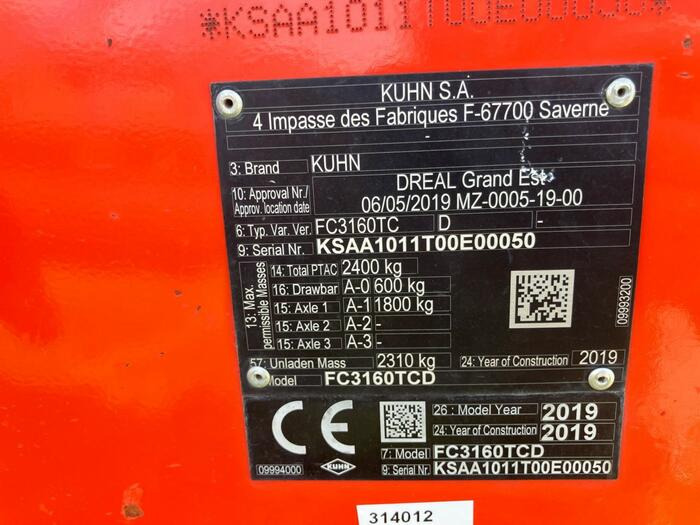 *KSAA1011T00E00050*
KUHN S.A.
4 Impasse des Fabriques F-67700 Saverne
-
3: Brand KUHN
10: Approval Nr./ Approv. location date DREAL Grand Est
06/05/2019 MZ-0005-19-00
6: Typ. Var. Ver. FC3160TC D -
9: Serial Nr. KSAA1011T00E00050
13: Max. permissible Masses
14: Total PTAC 2400 kg
16: Drawbar A-0 600 kg
15: Axle 1 A-1 1800 kg
15: Axle 2 A-2 -
15: Axle 3 A-3 -
09993200
57: Unladen Mass 2310 kg 24: Year of Construction 2019
Model FC3160TCD
CE
26 : Model Year 2019
24: Year of Construction 2019
7: Model FC3160TCD
09994000 KUHN 9: Serial Nr. KSAA1011T00E00050
314012